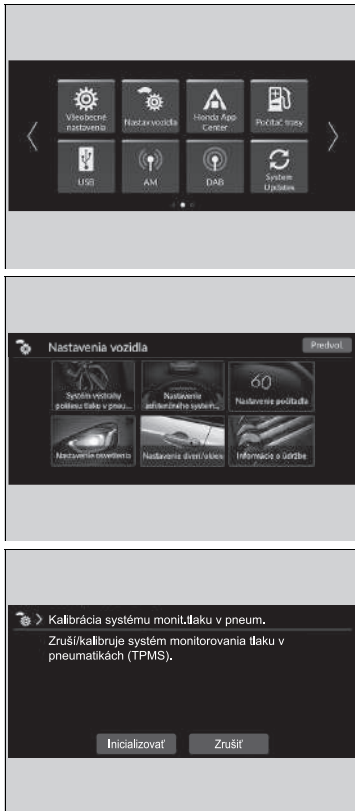 Všeobecné
nastavenia
Nastav.vozidla
Honda App
Center
Počítač trasy
USB
AM
DAB
System
Updates
Nastavenia vozidla
Predvoľ.
Systém výstrahy
poklesu tlaku v pneu...
Nastavenie
asistenčného systém...
60
Nastavenie počítadla
Nastavenie osvetlenia
Nastavenie dverí/okien
Informácie o údržbe
Kalibrácia systému monit.tlaku v pneum.
Zruší/kalibruje systém monitorovania tlaku v
pneumatikách (TPMS).
Inicializovať
Zrušiť